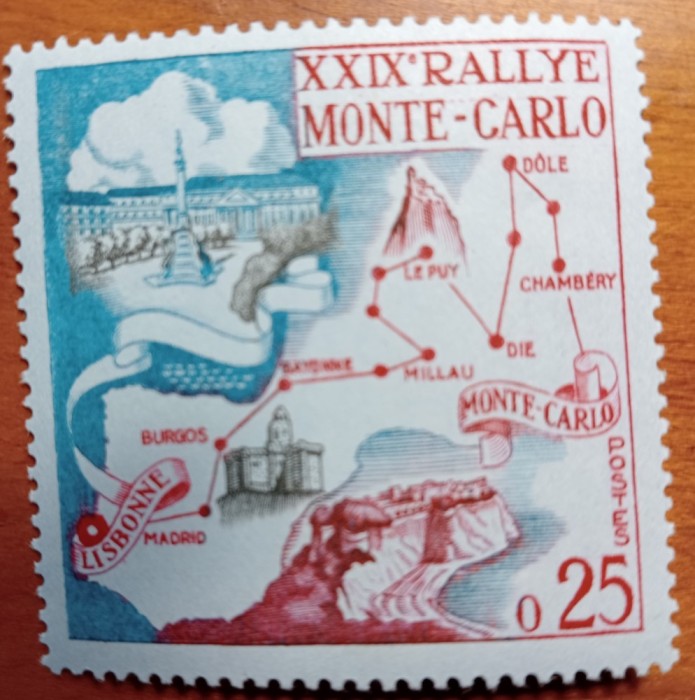 XXIXᵉ RALLYE
MONTE-CARLO
DÔLE
LE PUY
CHAMBÉRY
DIE
BAYONNE
MILLAU
MONTE-CARLO
BURGOS
LISBONNE
MADRID
POSTES
0 25